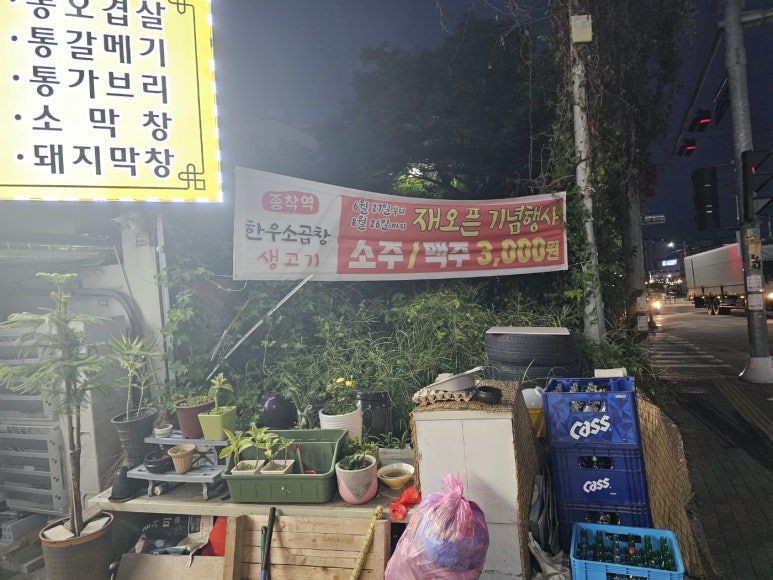 ·통오겹살
·통갈메기
·통가브리
·소막창
·돼지막창
종착역
한우소곱창
생고기
6월 27일부터
8월 26일까지
재오픈 기념행사
소주 / 맥주 3,000원
cass
cass